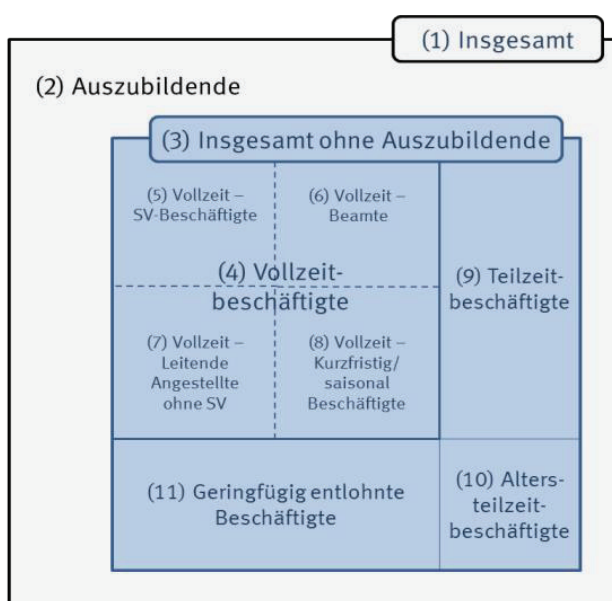 (1) Insgesamt
(2) Auszubildende
(3) Insgesamt ohne Auszubildende
(5) Vollzeit –
SV-Beschäftigte
(6) Vollzeit –
Beamte
(4) Vollzeit-
beschäftigte
(9) Teilzeit-
beschäftigte
(7) Vollzeit –
Leitende
Angestellte
ohne SV
(8) Vollzeit –
Kurzfristig/
saisonal
Beschäftigte
(11) Geringfügig entlohnte
Beschäftigte
(10) Alters-
teilzeit-
beschäftigte